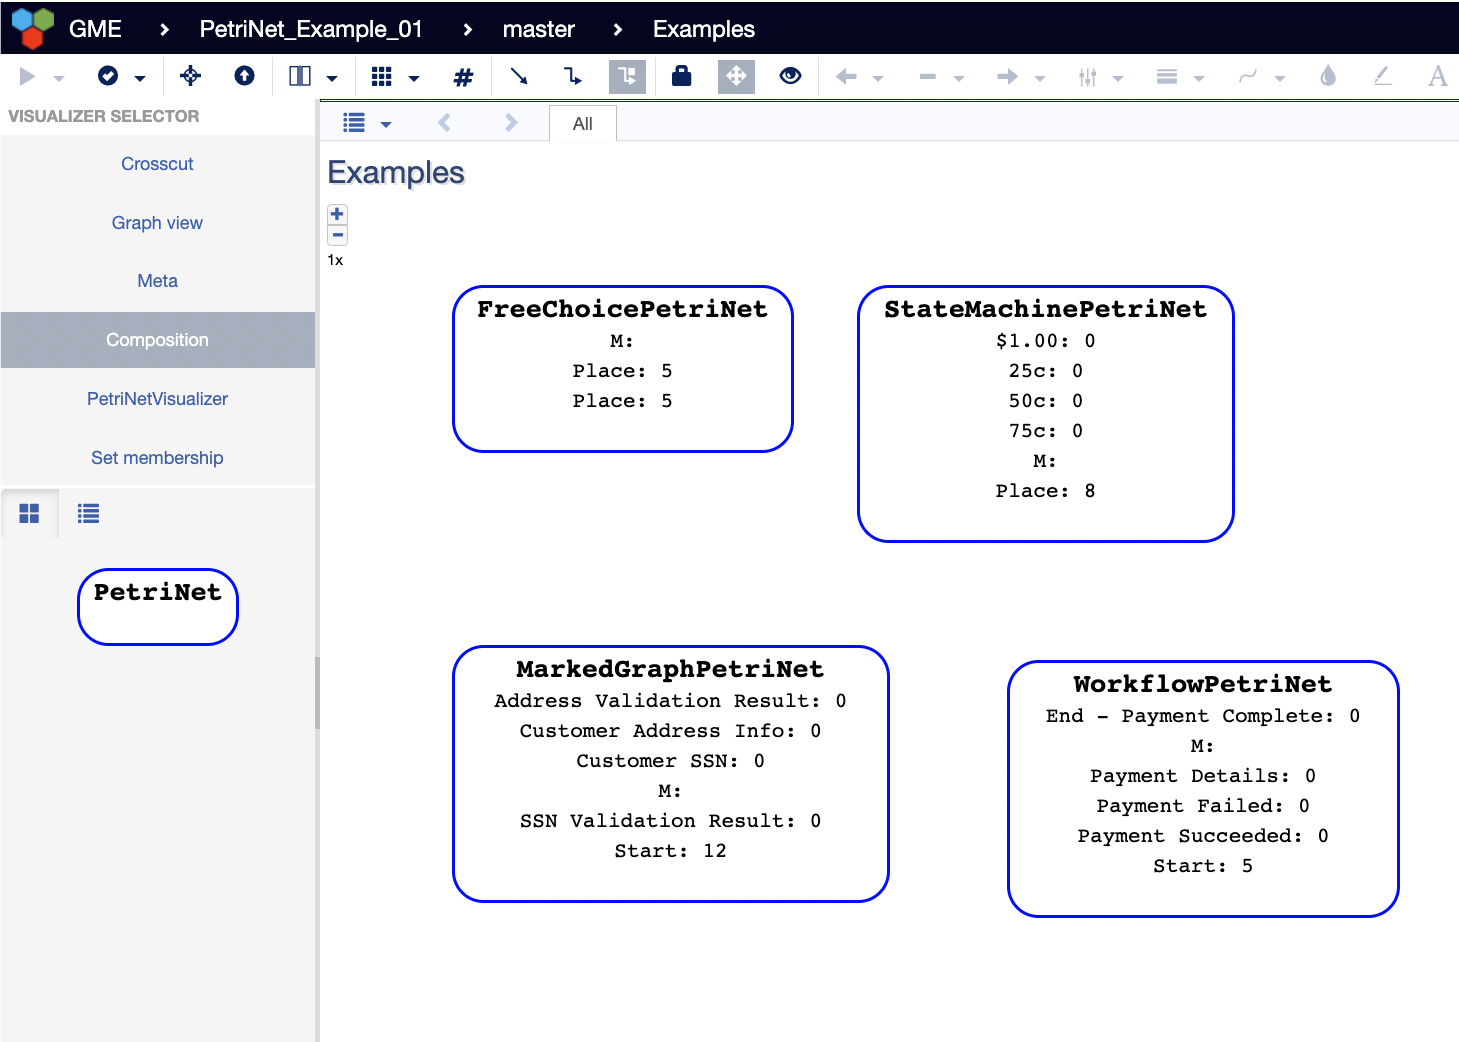 GME › PetriNet_Example_01 › master › Examples
#
A
VISUALIZER SELECTOR
Crosscut
Graph view
Meta
Composition
PetriNetVisualizer
Set membership
PetriNet
All
Examples
+
−
1x
FreeChoicePetriNet
M:
Place: 5
Place: 5
StateMachinePetriNet
$1.00: 0
25c: 0
50c: 0
75c: 0
M:
Place: 8
MarkedGraphPetriNet
Address Validation Result: 0
Customer Address Info: 0
Customer SSN: 0
M:
SSN Validation Result: 0
Start: 12
WorkflowPetriNet
End - Payment Complete: 0
M:
Payment Details: 0
Payment Failed: 0
Payment Succeeded: 0
Start: 5